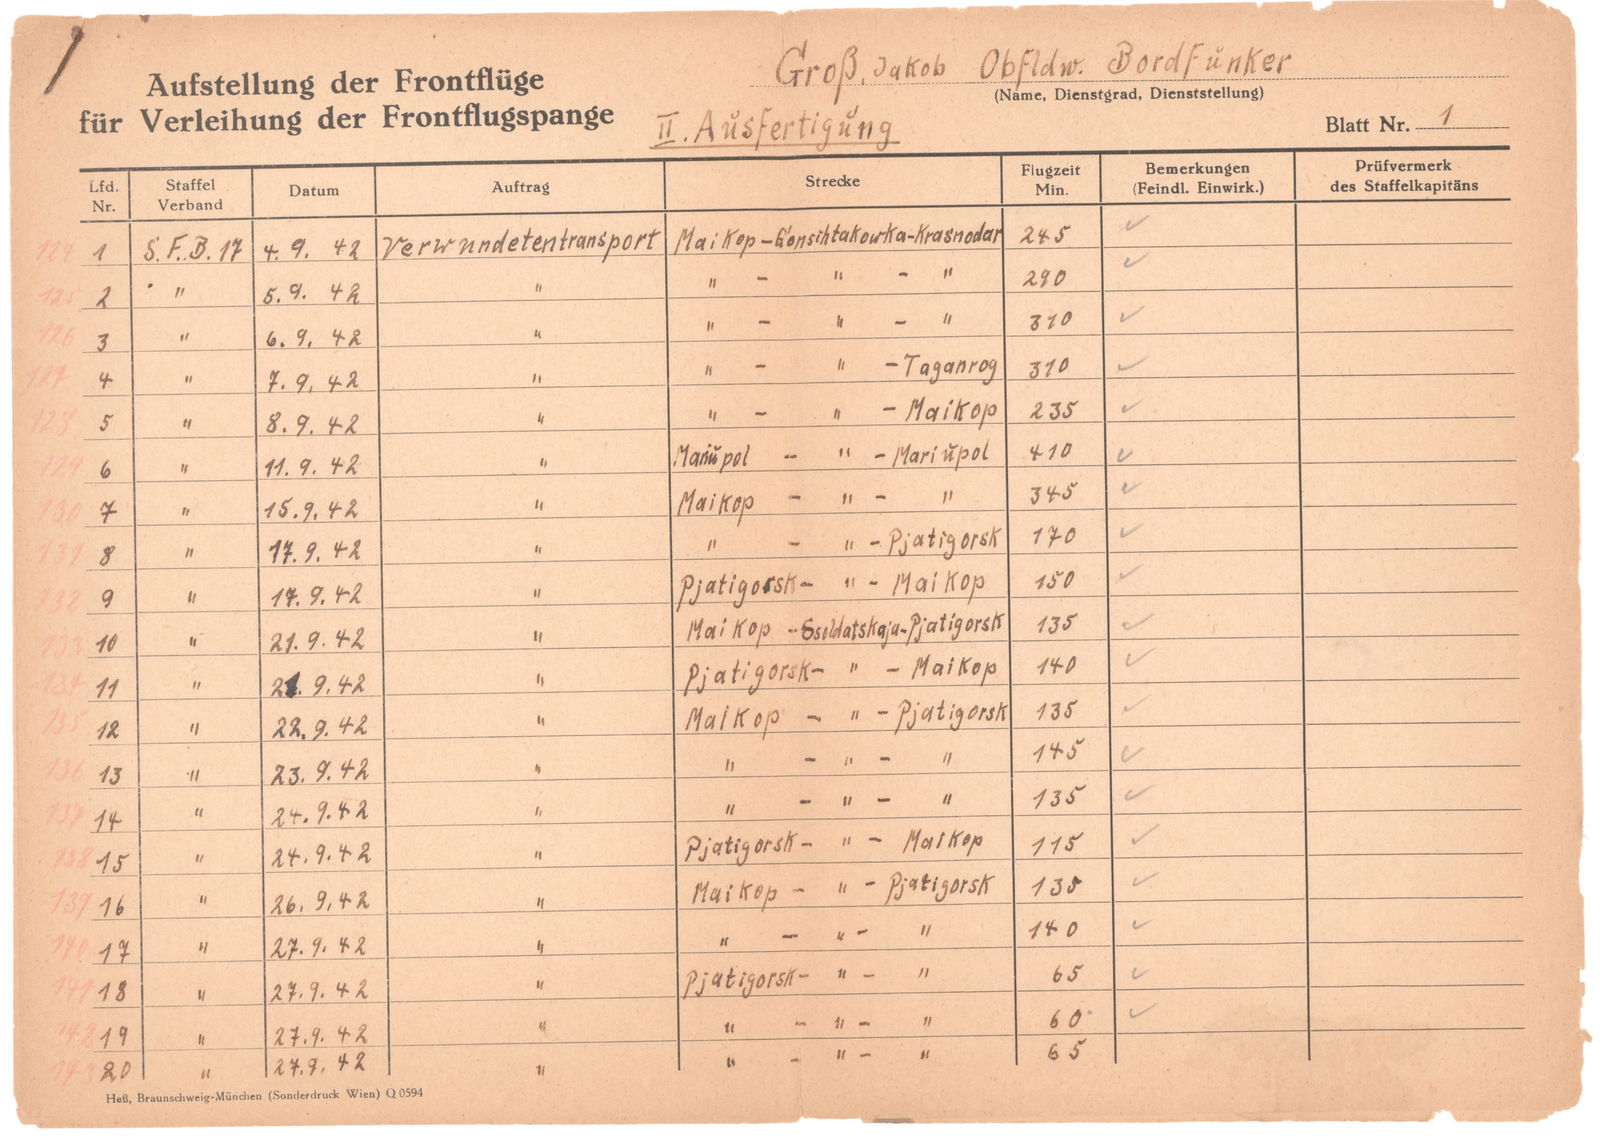 Aufstellung der Frontflüge
für Verleihung der Frontflugspange
Groß, Jakob Obfldw. Bordfunker
(Name, Dienstgrad, Dienststellung)
II. Ausfertigung
Blatt Nr. 1
Lfd. Nr. Staffel Verband Datum Auftrag Strecke Flugzeit Min. Bemerkungen (Feindl. Einwirk.) Prüfvermerk des Staffelkapitäns
124 1 S.F.B. 17 4. 9. 42 Verwundetentransport Maikop - - Krasnodar 245 ✓
125 2 " 5. 9. 42 " " - " - " 290 ✓
126 3 " 6. 9. 42 " " - " - " 310 ✓
127 4 " 7. 9. 42 " " - " - Taganrog 310 ✓
128 5 " 8. 9. 42 " " - " - Maikop 235 ✓
129 6 " 11. 9. 42 " Mariupol - " - Mariupol 410 ✓
130 7 " 15. 9. 42 " Maikop - " - " 345 ✓
131 8 " 17. 9. 42 " " - " - Pjatigorsk 170 ✓
132 9 " 17. 9. 42 " Pjatigorsk - " - Maikop 150 ✓
133 10 " 21. 9. 42 " Maikop - Ssoldatskaja - Pjatigorsk 135 ✓
134 11 " 21. 9. 42 " Pjatigorsk - " - Maikop 140 ✓
135 12 " 22. 9. 42 " Maikop - " - Pjatigorsk 135 ✓
136 13 " 23. 9. 42 " " - " - " 145 ✓
137 14 " 24. 9. 42 " " - " - " 135 ✓
138 15 " 24. 9. 42 " Pjatigorsk - " - Maikop 115 ✓
139 16 " 26. 9. 42 " Maikop - " - Pjatigorsk 135 ✓
140 17 " 27. 9. 42 " " - " - " 140 ✓
141 18 " 27. 9. 42 " Pjatigorsk - " - " 65 ✓
142 19 " 27. 9. 42 " " - " - " 60 ✓
143 20 " 27. 9. 42 " " - " - " 65
Heß, Braunschweig-München (Sonderdruck Wien) Q 0594